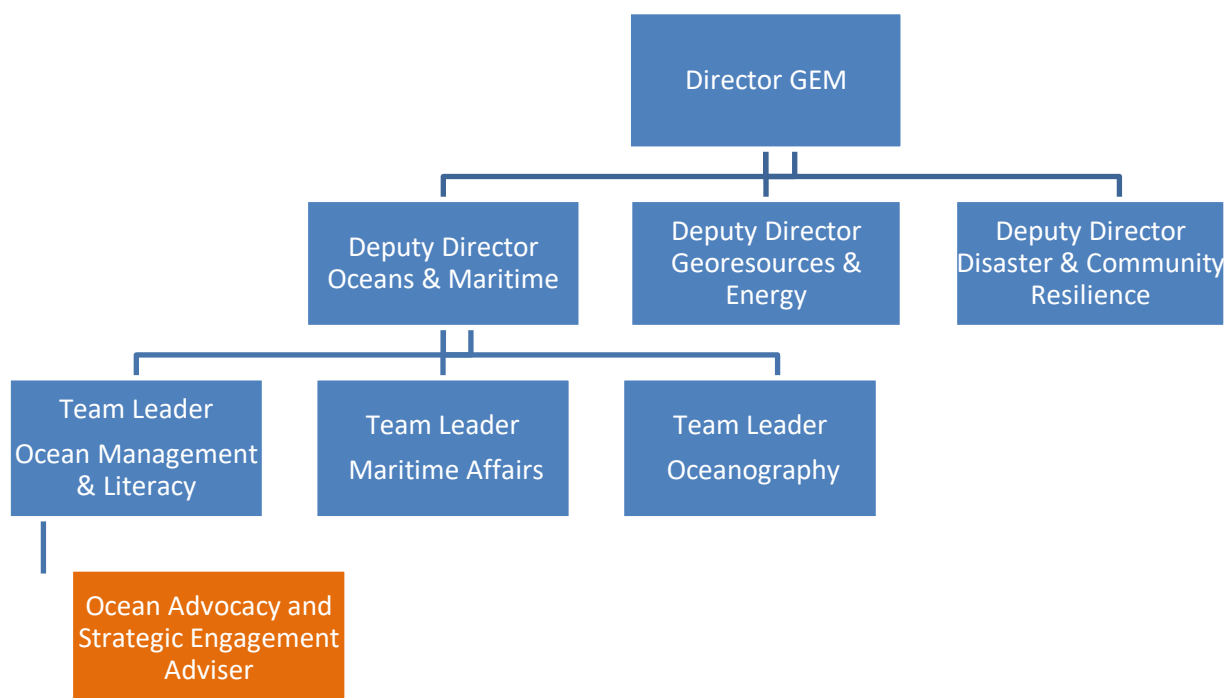 Director GEM
Deputy Director
Oceans & Maritime
Deputy Director
Georesources &
Energy
Deputy Director
Disaster & Community
Resilience
Team Leader
Ocean Management
& Literacy
Team Leader
Maritime Affairs
Team Leader
Oceanography
Ocean Advocacy and
Strategic Engagement
Adviser